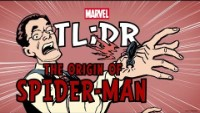 MARVEL
TL;DR
THE ORIGIN OF
SPIDER-MAN